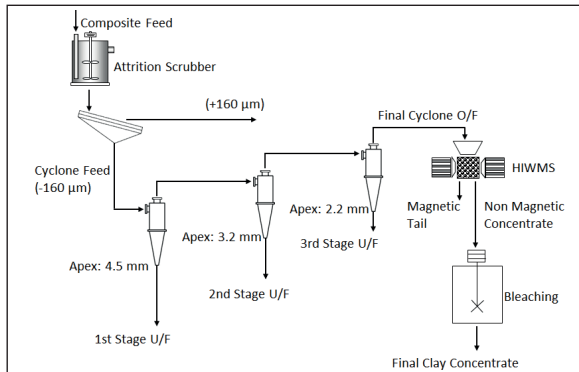 Composite Feed
Attrition Scrubber
(+160 µm)
Final Cyclone O/F
Cyclone Feed
(-160 µm)
HIWMS
Apex: 2.2 mm
Magnetic
Tail
Non Magnetic
Concentrate
Apex: 3.2 mm
3rd Stage U/F
Apex: 4.5 mm
2nd Stage U/F
Bleaching
1st Stage U/F
Final Clay Concentrate